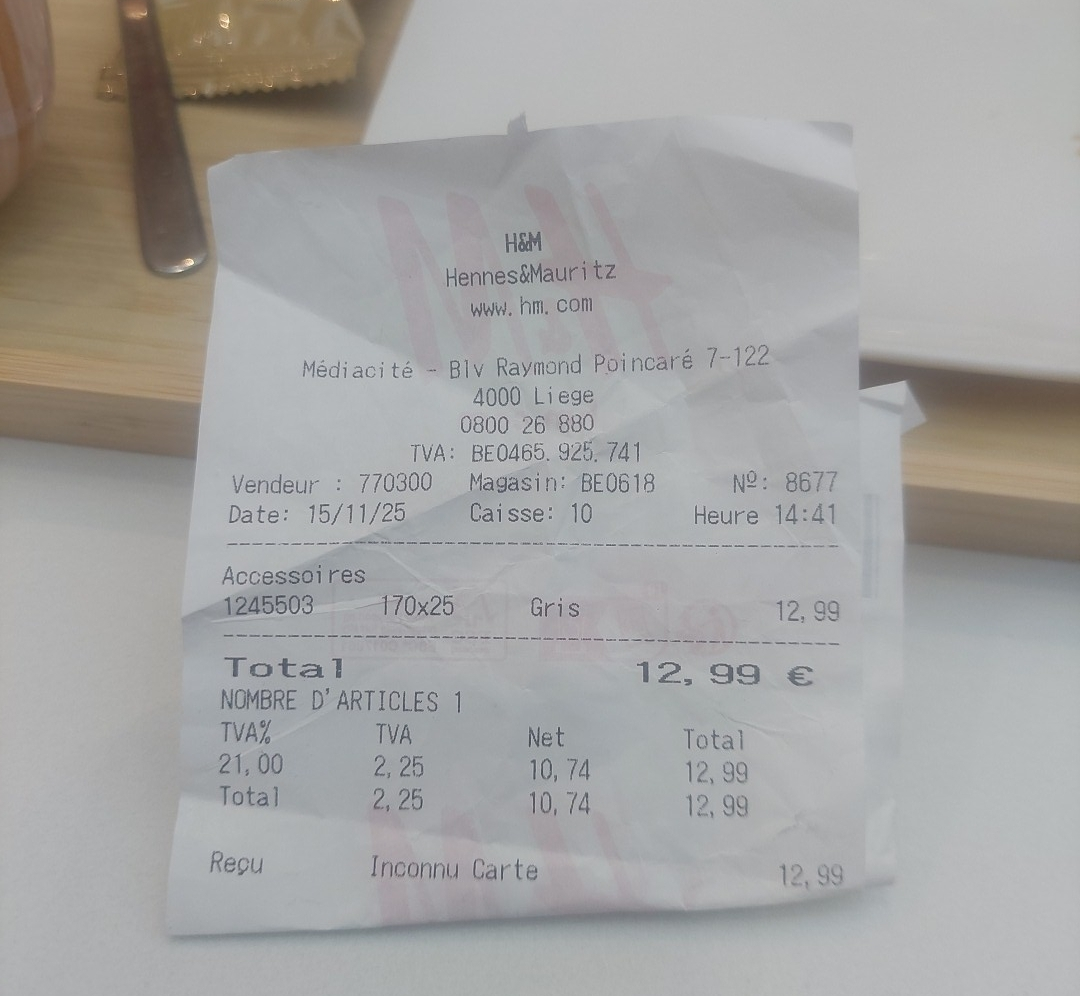 H&M
Hennes&Mauritz
www.hm.com
Médiacité - Blv Raymond Poincaré 7-122
4000 Liege
0800 26 880
TVA: BE0465.925.741
Vendeur : 770300 Magasin: BE0618 Nº: 8677
Date: 15/11/25 Caisse: 10 Heure 14:41
Accessoires
1245503 170x25 Gris 12,99
Total 12,99 €
NOMBRE D'ARTICLES 1
TVA% TVA Net Total
21,00 2,25 10,74 12,99
Total 2,25 10,74 12,99
Reçu Inconnu Carte 12,99